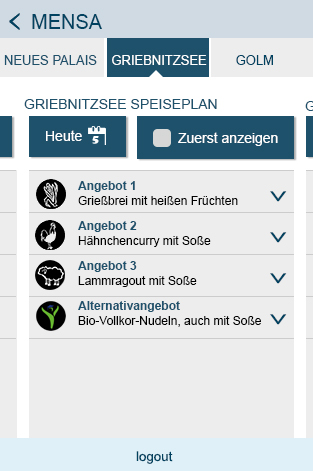 MENSA
NEUES PALAIS
GRIEBNITZSEE
GOLM
GRIEBNITZSEE SPEISEPLAN
G
Heute
5
Zuerst anzeigen
Angebot 1
Grießbrei mit heißen Früchten
Angebot 2
Hähnchencurry mit Soße
Angebot 3
Lammragout mit Soße
Alternativangebot
Bio-Vollkor-Nudeln, auch mit Soße
logout